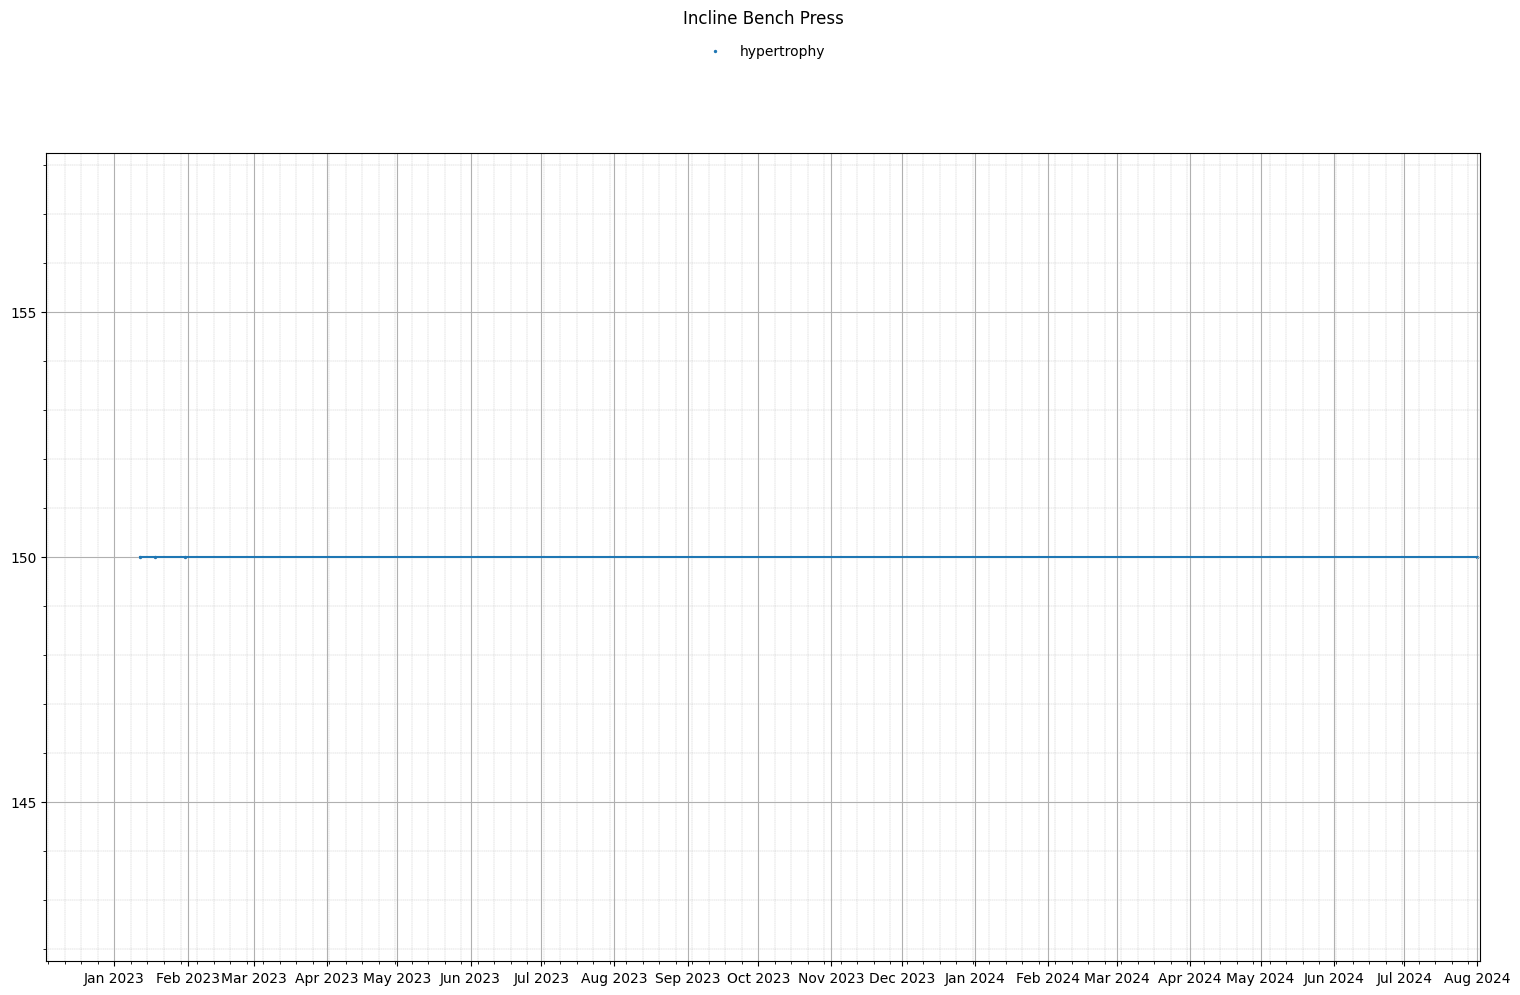 Incline Bench Press
hypertrophy
155
150
145
Jan 2023 Feb 2023 Mar 2023 Apr 2023 May 2023 Jun 2023 Jul 2023 Aug 2023 Sep 2023 Oct 2023 Nov 2023 Dec 2023 Jan 2024 Feb 2024 Mar 2024 Apr 2024 May 2024 Jun 2024 Jul 2024 Aug 2024